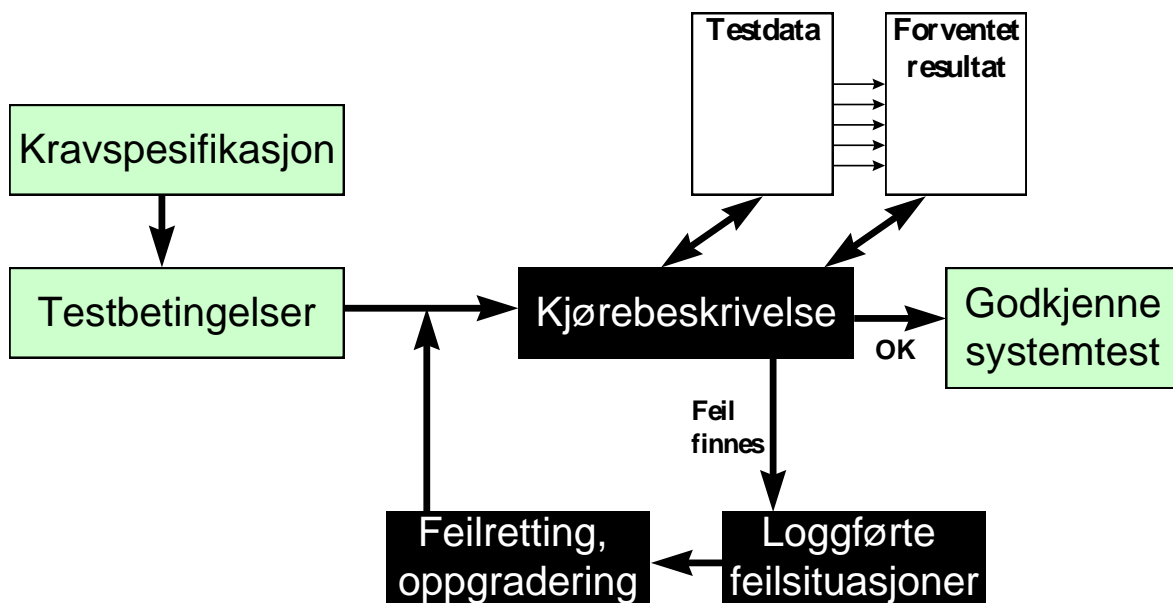 Testdata
Forventet
resultat
Kravspesifikasjon
Testbetingelser
Kjørebeskrivelse
OK
Godkjenne
systemtest
Feil
finnes
Feilretting,
oppgradering
Loggførte
feilsituasjoner